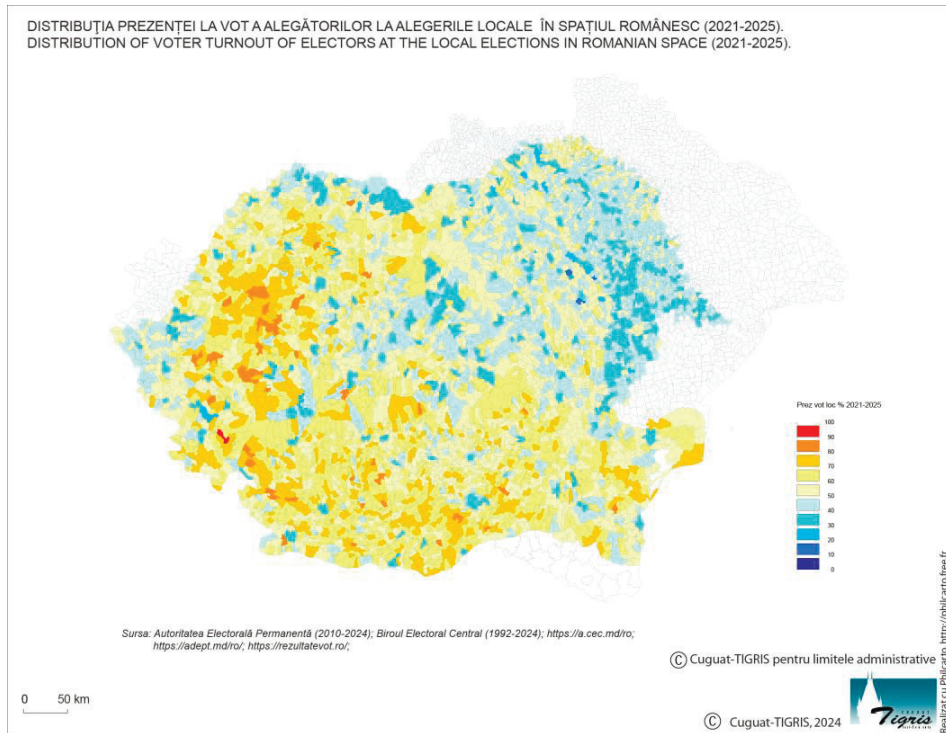 DISTRIBUȚIA PREZENȚEI LA VOT A ALEGĂTORILOR LA ALEGERILE LOCALE ÎN SPAȚIUL ROMÂNESC (2021-2025).
DISTRIBUTION OF VOTER TURNOUT OF ELECTORS AT THE LOCAL ELECTIONS IN ROMANIAN SPACE (2021-2025).
Prez vot loc % 2021-2025
100
90
80
70
60
50
40
30
20
10
0
Sursa: Autoritatea Electorală Permanentă (2010-2024); Biroul Electoral Central (1992-2024); https://a.cec.md/ro;
https://adept.md/ro/; https://rezultatevot.ro/;
© Cuguat-TIGRIS pentru limitele administrative
0 50 km
© Cuguat-TIGRIS, 2024
Tigris
Realizat cu Philcarto http://philcarto.free.fr